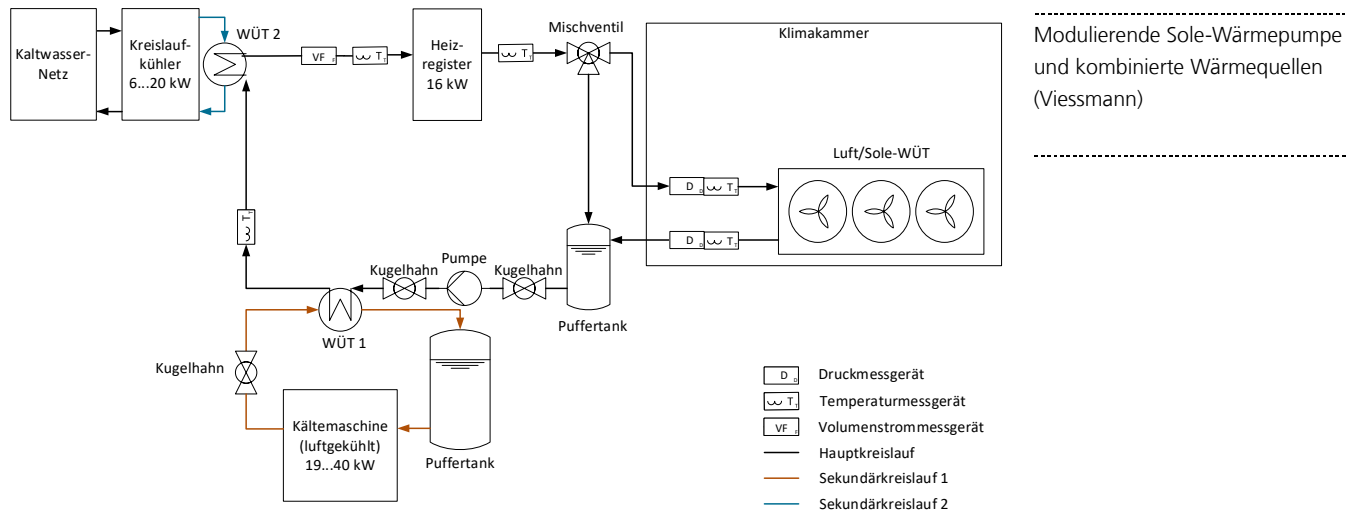 Kaltwasser-
Netz
Kreislauf-
kühler
6...20 kW
WÜT 2
VF F
T T
Heiz-
register
16 kW
T T
Mischventil
Klimakammer
Luft/Sole-WÜT
D D
T T
D D
T T
T T
Kugelhahn
Pumpe
Kugelhahn
Puffertank
WÜT 1
Kugelhahn
Kältemaschine
(luftgekühlt)
19...40 kW
Puffertank
D D Druckmessgerät
T T Temperaturmessgerät
VF F Volumenstrommessgerät
Hauptkreislauf
Sekundärkreislauf 1
Sekundärkreislauf 2
Modulierende Sole-Wärmepumpe
und kombinierte Wärmequellen
(Viessmann)